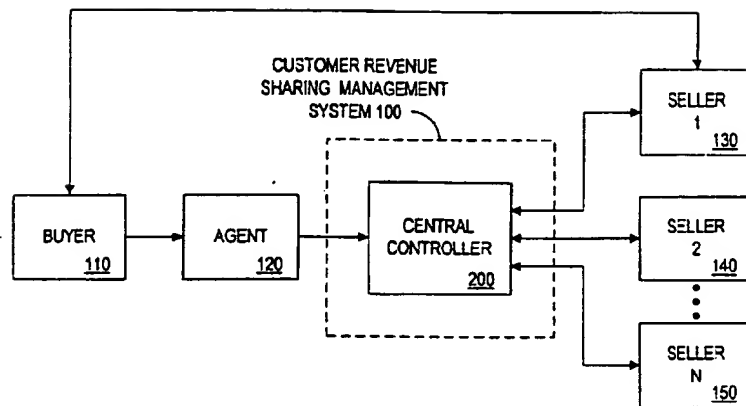 CUSTOMER REVENUE
SHARING MANAGEMENT
SYSTEM 100
SELLER
1
130
BUYER
110
AGENT
120
CENTRAL
CONTROLLER
200
SELLER
2
140
SELLER
N
150